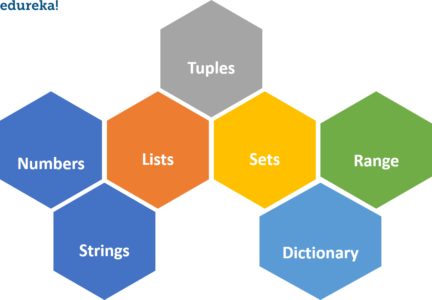 edureka!
Tuples
Numbers
Lists
Sets
Range
Strings
Dictionary